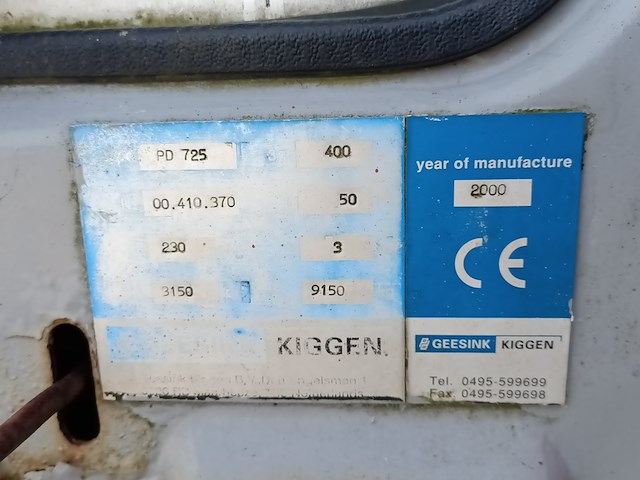 PD 725
400
00.410.370
50
230
3
3150
9150
KIGGEN
year of manufacture
2000
CE
GEESINK KIGGEN
Tel. 0495-599699
Fax 0495-599698